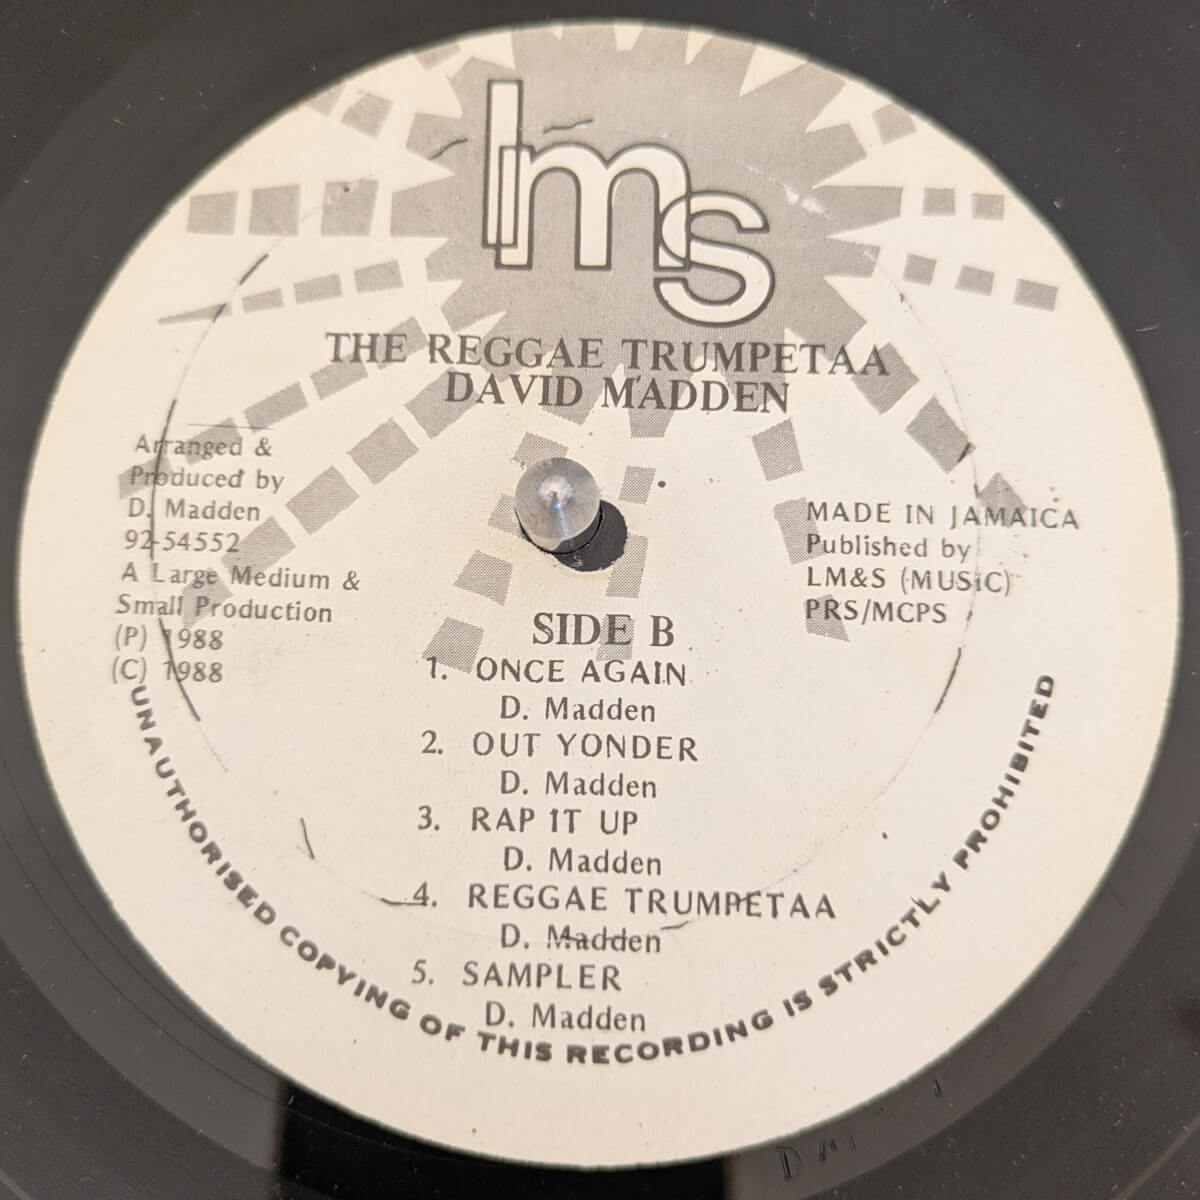 lms
THE REGGAE TRUMPETAA
DAVID MADDEN
Arranged &
Produced by
D. Madden
92-54552
A Large Medium &
Small Production
(P) 1988
(C) 1988
MADE IN JAMAICA
Published by
LM&S (MUSIC)
PRS/MCPS
SIDE B
1. ONCE AGAIN
D. Madden
2. OUT YONDER
D. Madden
3. RAP IT UP
D. Madden
4. REGGAE TRUMPETAA
D. Madden
5. SAMPLER
D. Madden
UNAUTHORISED COPYING OF THIS RECORDING IS STRICTLY PROHIBITED